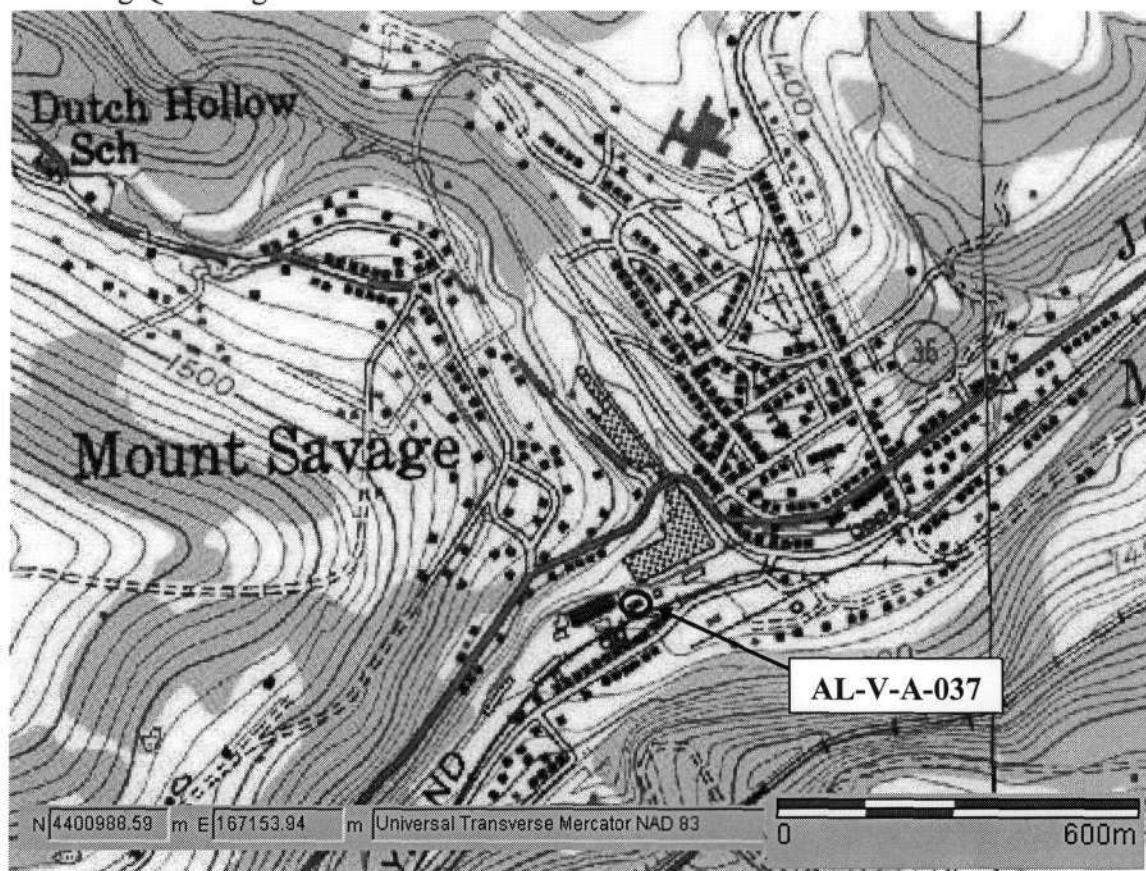 Dutch Hollow
Sch
1400
1500
36
J
M
Mount Savage
AL-V-A-037
ND
N 4400988.59 m E 167153.94 m Universal Transverse Mercator NAD 83
0 600m